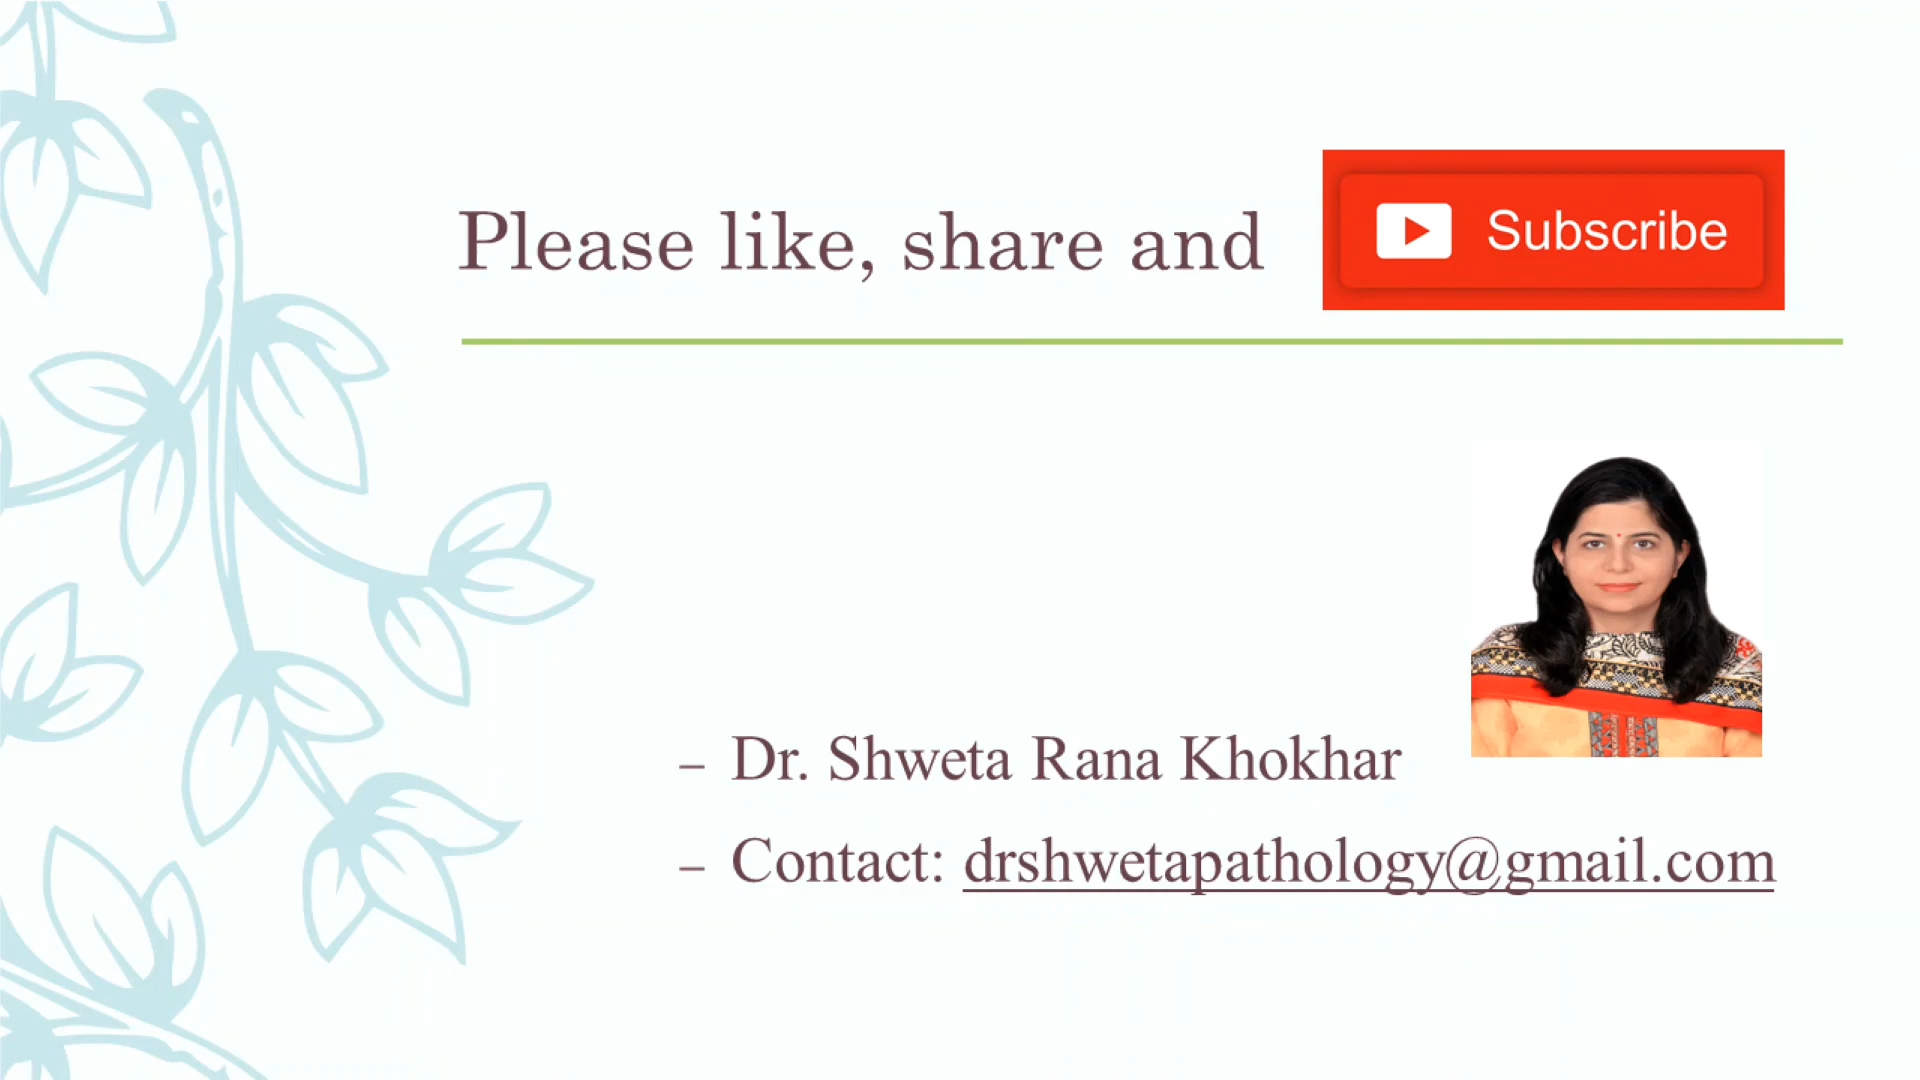 Please like, share and
Subscribe
– Dr. Shweta Rana Khokhar
– Contact: drshwetapathology@gmail.com